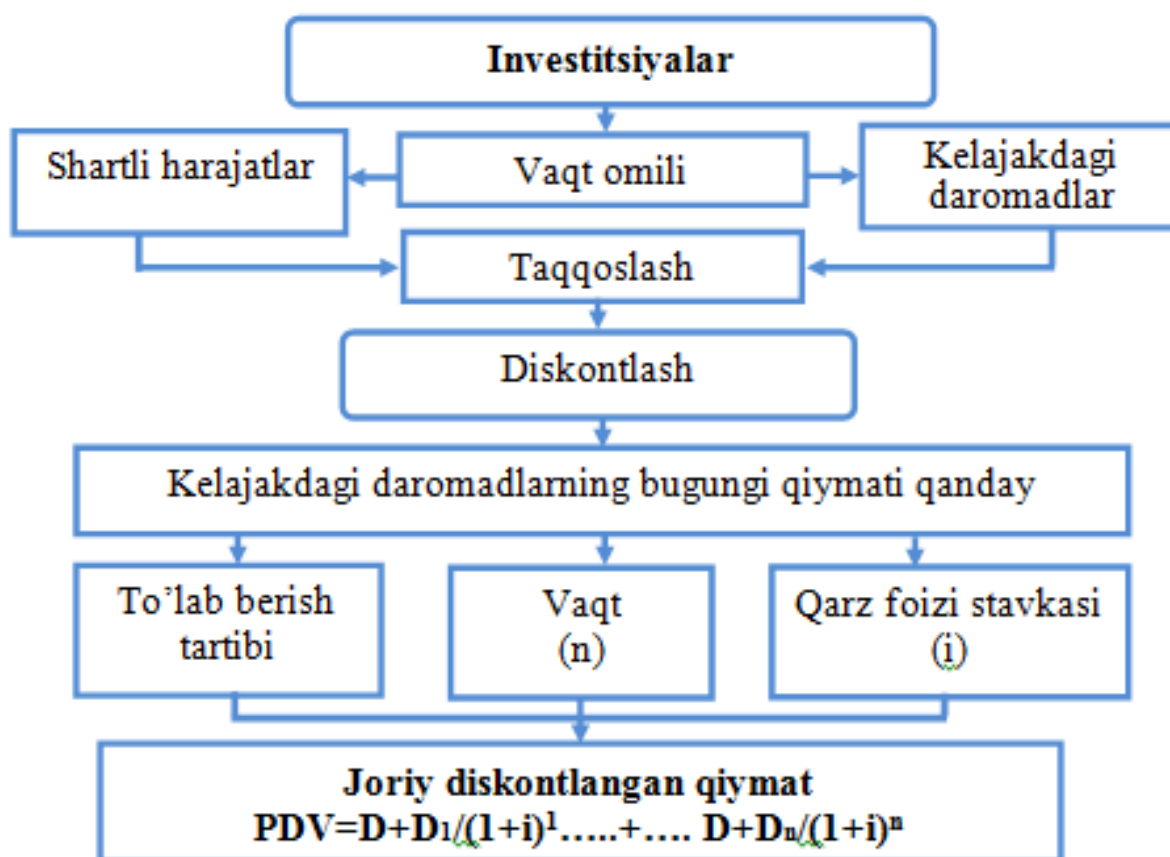 Investitsiyalar
Shartli harajatlar
Vaqt omili
Kelajakdagi
daromadlar
Taqqoslash
Diskontlash
Kelajakdagi daromadlarning bugungi qiymati qanday
To’lab berish
tartibi
Vaqt
(n)
Qarz foizi stavkasi
(i)
Joriy diskontlangan qiymat
PDV=D+D₁/(1+i)¹.....+.... D+Dₙ/(1+i)ⁿ